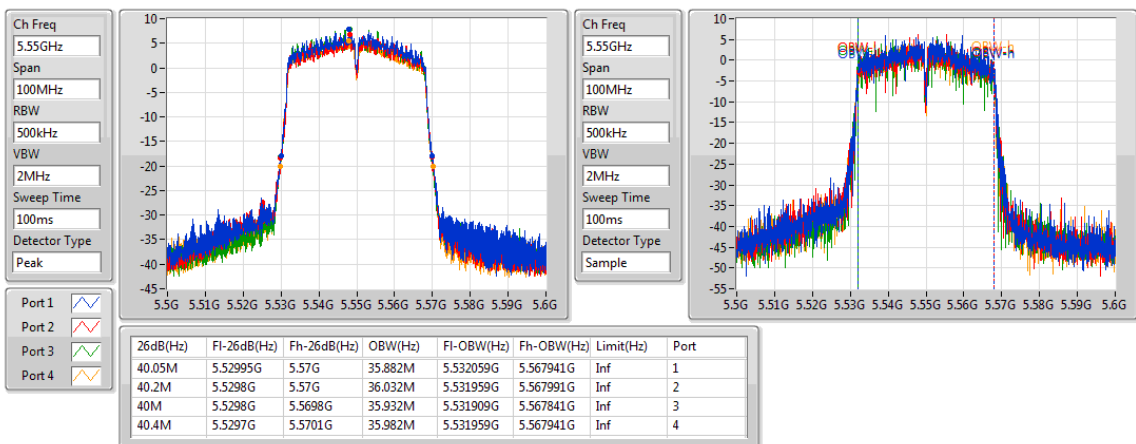 Ch Freq
5.55GHz
Span
100MHz
RBW
500kHz
VBW
2MHz
Sweep Time
100ms
Detector Type
Peak
10
5
0
-5
-10
-15
-20
-25
-30
-35
-40
-45
5.5G 5.51G 5.52G 5.53G 5.54G 5.55G 5.56G 5.57G 5.58G 5.59G 5.6G
Ch Freq
5.55GHz
Span
100MHz
RBW
500kHz
VBW
2MHz
Sweep Time
100ms
Detector Type
Sample
10
5
0
-5
-10
-15
-20
-25
-30
-35
-40
-45
-50
-55
5.5G 5.51G 5.52G 5.53G 5.54G 5.55G 5.56G 5.57G 5.58G 5.59G 5.6G
Port 1
Port 2
Port 3
Port 4
26dB(Hz) Fl-26dB(Hz) Fh-26dB(Hz) OBW(Hz) Fl-OBW(Hz) Fh-OBW(Hz) Limit(Hz) Port
40.05M 5.52995G 5.57G 35.882M 5.532059G 5.567941G Inf 1
40.2M 5.5298G 5.57G 36.032M 5.531959G 5.567991G Inf 2
40M 5.5298G 5.5698G 35.932M 5.531909G 5.567841G Inf 3
40.4M 5.5297G 5.5701G 35.982M 5.531959G 5.567941G Inf 4